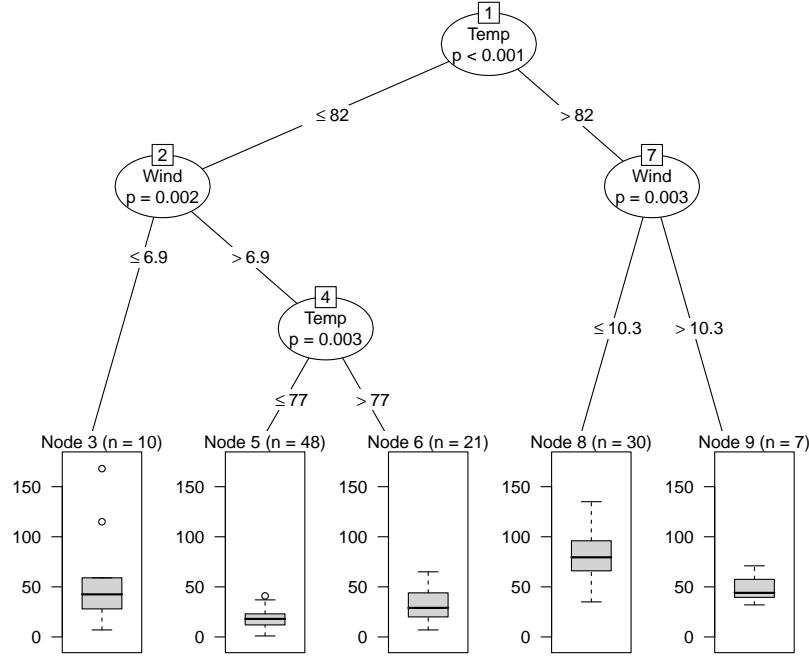 1
Temp
p < 0.001
≤ 82
> 82
2
Wind
p = 0.002
7
Wind
p = 0.003
≤ 6.9
> 6.9
4
Temp
p = 0.003
≤ 10.3
> 10.3
≤ 77
> 77
Node 3 (n = 10)
0
50
100
150
Node 5 (n = 48)
0
50
100
150
Node 6 (n = 21)
0
50
100
150
Node 8 (n = 30)
0
50
100
150
Node 9 (n = 7)
0
50
100
150